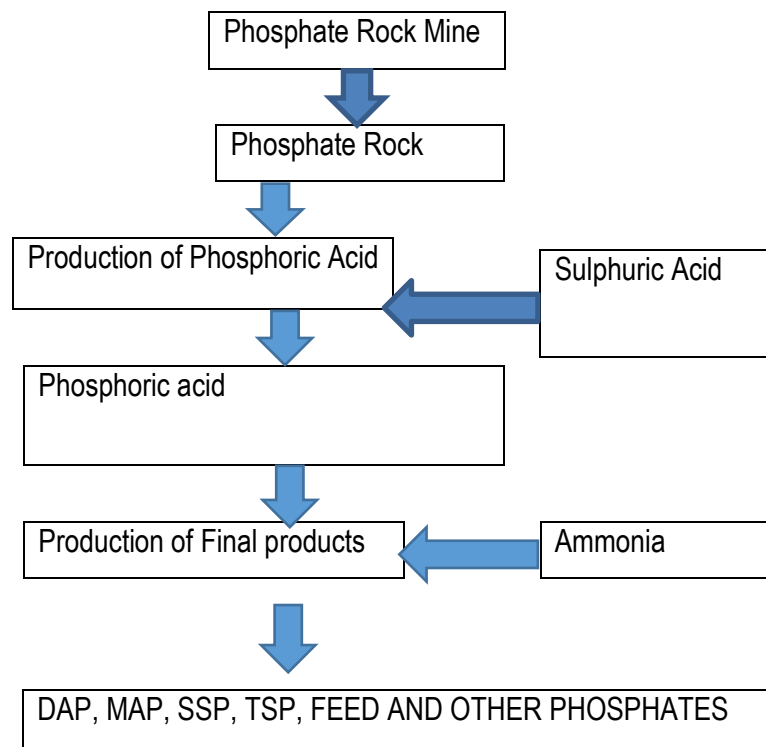 Phosphate Rock Mine
Phosphate Rock
Production of Phosphoric Acid
Sulphuric Acid
Phosphoric acid
Production of Final products
Ammonia
DAP, MAP, SSP, TSP, FEED AND OTHER PHOSPHATES